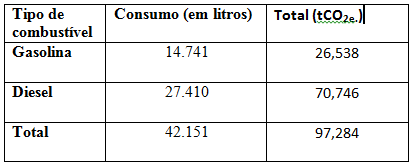 Tipo de combustível Consumo (em litros) Total (tCO2e.)
Gasolina 14.741 26,538
Diesel 27.410 70,746
Total 42.151 97,284